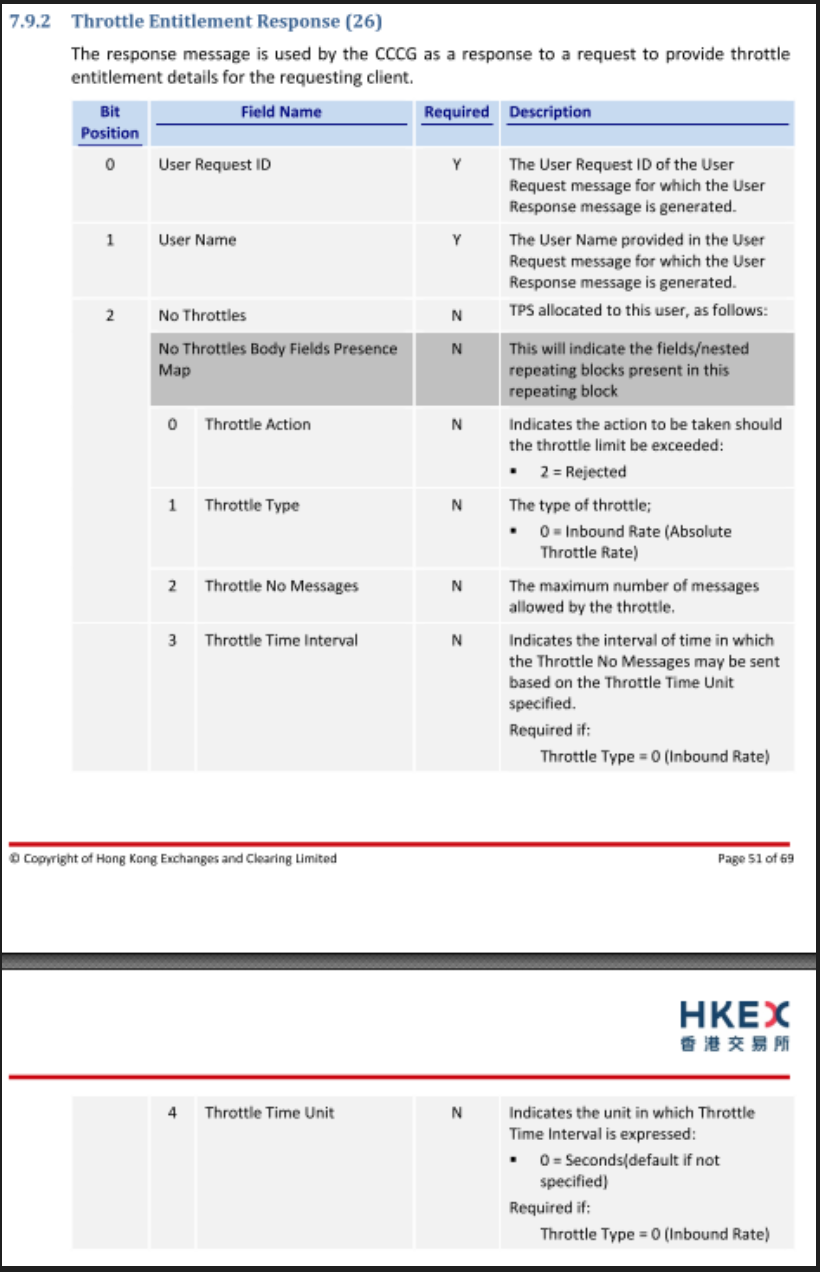 7.9.2 Throttle Entitlement Response (26)
The response message is used by the CCCG as a response to a request to provide throttle
entitlement details for the requesting client.
Bit Position Field Name Required Description
0 User Request ID Y The User Request ID of the User
Request message for which the User
Response message is generated.
1 User Name Y The User Name provided in the User
Request message for which the User
Response message is generated.
2 No Throttles N TPS allocated to this user, as follows:
No Throttles Body Fields Presence N This will indicate the fields/nested
Map repeating blocks present in this
repeating block
0 Throttle Action N Indicates the action to be taken should
the throttle limit be exceeded:
▪ 2 = Rejected
1 Throttle Type N The type of throttle;
▪ 0 = Inbound Rate (Absolute
Throttle Rate)
2 Throttle No Messages N The maximum number of messages
allowed by the throttle.
3 Throttle Time Interval N Indicates the interval of time in which
the Throttle No Messages may be sent
based on the Throttle Time Unit
specified.
Required if:
Throttle Type = 0 (Inbound Rate)
© Copyright of Hong Kong Exchanges and Clearing Limited Page 51 of 69
HKEX
香港交易所
4 Throttle Time Unit N Indicates the unit in which Throttle
Time Interval is expressed:
▪ 0 = Seconds(default if not
specified)
Required if:
Throttle Type = 0 (Inbound Rate)